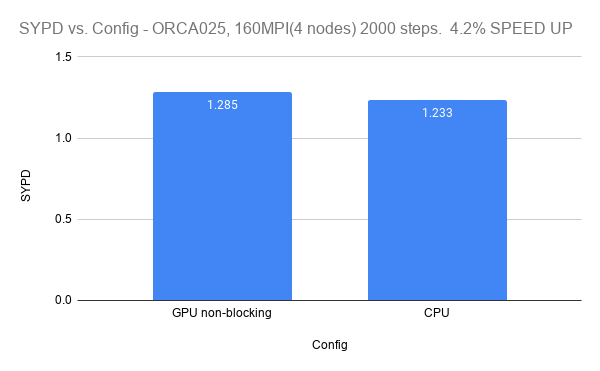 SYPD vs. Config - ORCA025, 160MPI(4 nodes) 2000 steps.  4.2% SPEED UP
1.5
1.285
1.233
1.0
SYPD
0.5
0.0
GPU non-blocking
CPU
Config